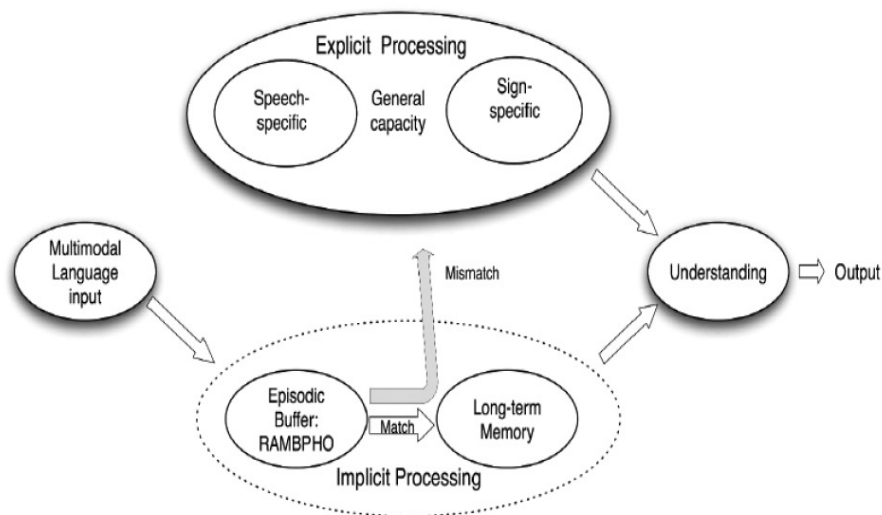 Explicit Processing
Speech-
specific
General
capacity
Sign-
specific
Multimodal
Language
input
Mismatch
Understanding
Output
Episodic
Buffer:
RAMBPHO
Match
Long-term
Memory
Implicit Processing